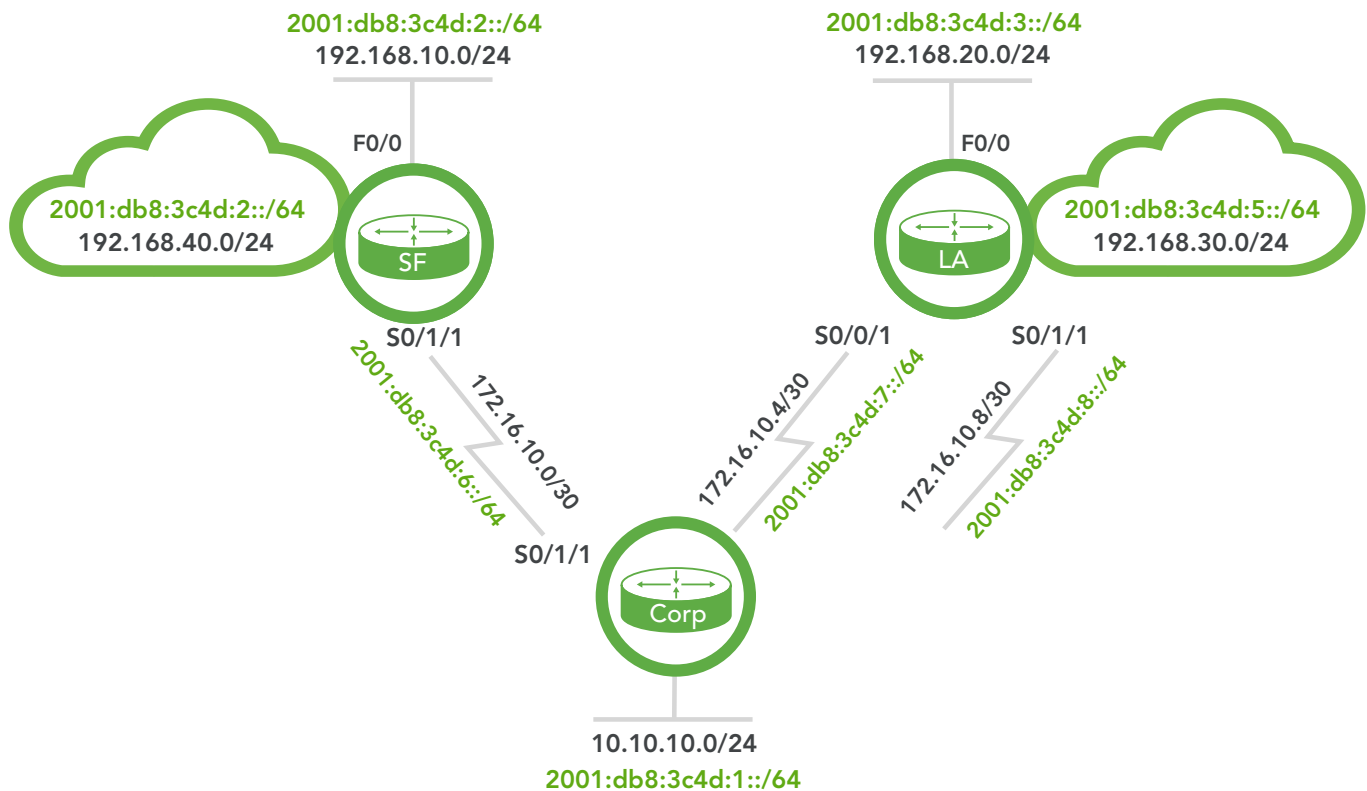 2001:db8:3c4d:2::/64
192.168.10.0/24
2001:db8:3c4d:3::/64
192.168.20.0/24
F0/0
F0/0
2001:db8:3c4d:2::/64
192.168.40.0/24
SF
LA
2001:db8:3c4d:5::/64
192.168.30.0/24
S0/1/1
S0/0/1
S0/1/1
2001:db8:3c4d:6::/64
172.16.10.0/30
172.16.10.4/30
2001:db8:3c4d:7::/64
172.16.10.8/30
2001:db8:3c4d:8::/64
S0/1/1
Corp
10.10.10.0/24
2001:db8:3c4d:1::/64